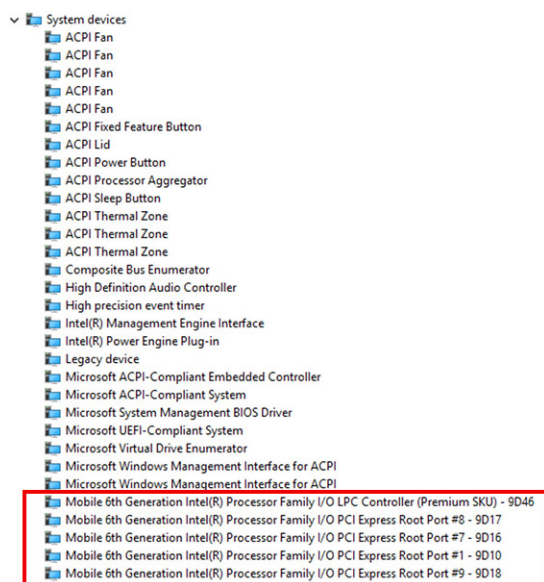 System devices
ACPI Fan
ACPI Fan
ACPI Fan
ACPI Fan
ACPI Fan
ACPI Fixed Feature Button
ACPI Lid
ACPI Power Button
ACPI Processor Aggregator
ACPI Sleep Button
ACPI Thermal Zone
ACPI Thermal Zone
ACPI Thermal Zone
Composite Bus Enumerator
High Definition Audio Controller
High precision event timer
Intel(R) Management Engine Interface
Intel(R) Power Engine Plug-in
Legacy device
Microsoft ACPI-Compliant Embedded Controller
Microsoft ACPI-Compliant System
Microsoft System Management BIOS Driver
Microsoft UEFI-Compliant System
Microsoft Virtual Drive Enumerator
Microsoft Windows Management Interface for ACPI
Microsoft Windows Management Interface for ACPI
Mobile 6th Generation Intel(R) Processor Family I/O LPC Controller (Premium SKU) - 9D46
Mobile 6th Generation Intel(R) Processor Family I/O PCI Express Root Port #8 - 9D17
Mobile 6th Generation Intel(R) Processor Family I/O PCI Express Root Port #7 - 9D16
Mobile 6th Generation Intel(R) Processor Family I/O PCI Express Root Port #1 - 9D10
Mobile 6th Generation Intel(R) Processor Family I/O PCI Express Root Port #9 - 9D18